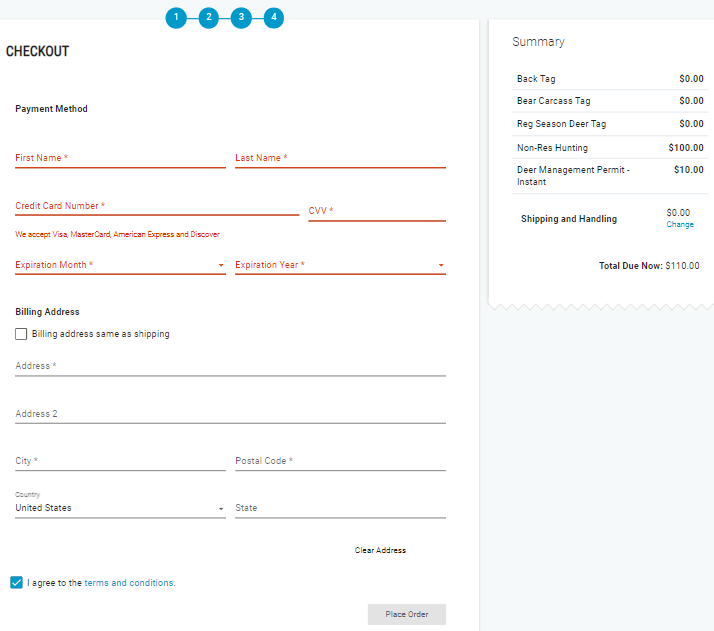 1 2 3 4
CHECKOUT
Payment Method
First Name * Last Name *
Credit Card Number *
CVV *
We accept Visa, MasterCard, American Express and Discover
Expiration Month * Expiration Year *
Billing Address
Billing address same as shipping
Address *
Address 2
City * Postal Code *
Country
United States State
Clear Address
I agree to the terms and conditions.
Place Order
Summary
Back Tag $0.00
Bear Carcass Tag $0.00
Reg Season Deer Tag $0.00
Non-Res Hunting $100.00
Deer Management Permit - $10.00
Instant
Shipping and Handling $0.00
Change
Total Due Now: $110.00